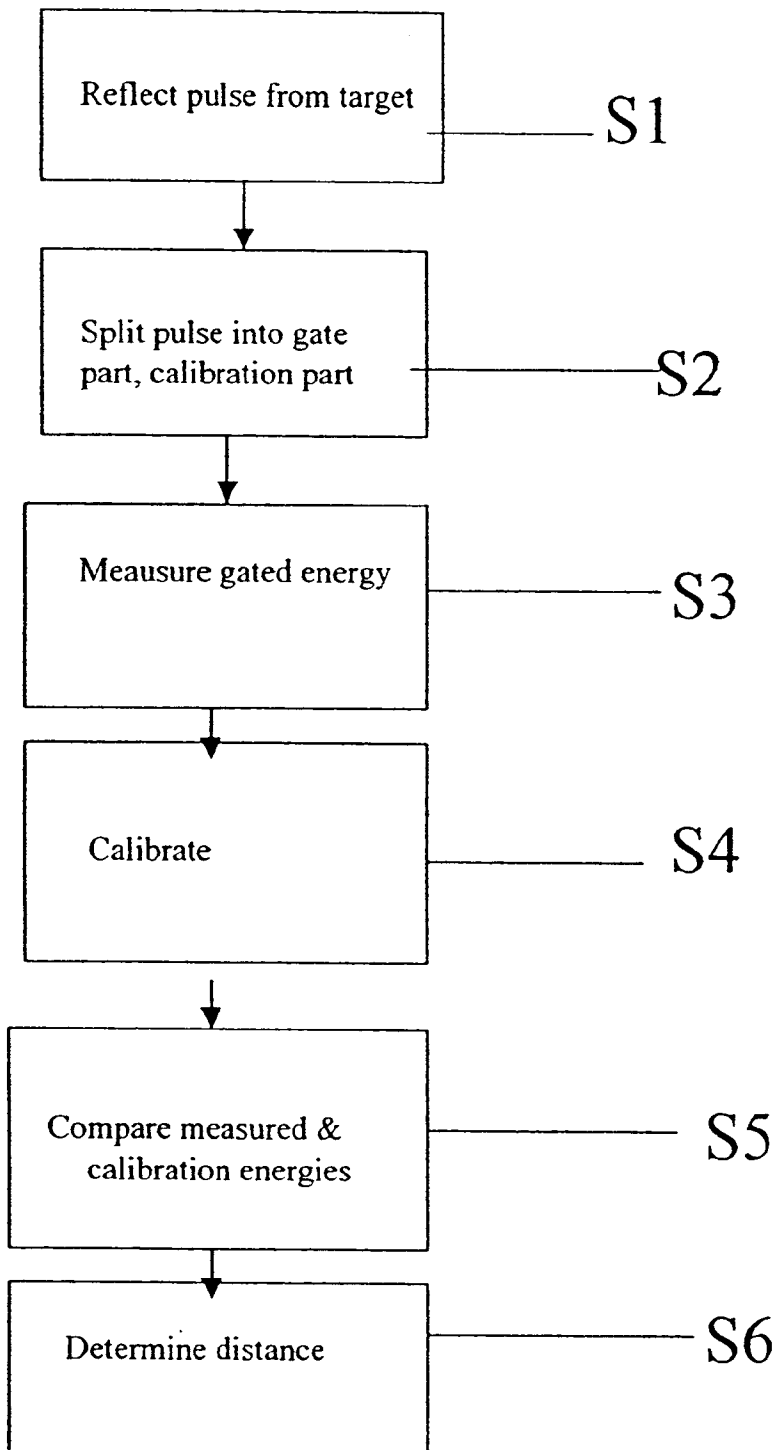 Reflect pulse from target
S1
Split pulse into gate
part, calibration part
S2
Meausure gated energy
S3
Calibrate
S4
Compare measured &
calibration energies
S5
Determine distance
S6